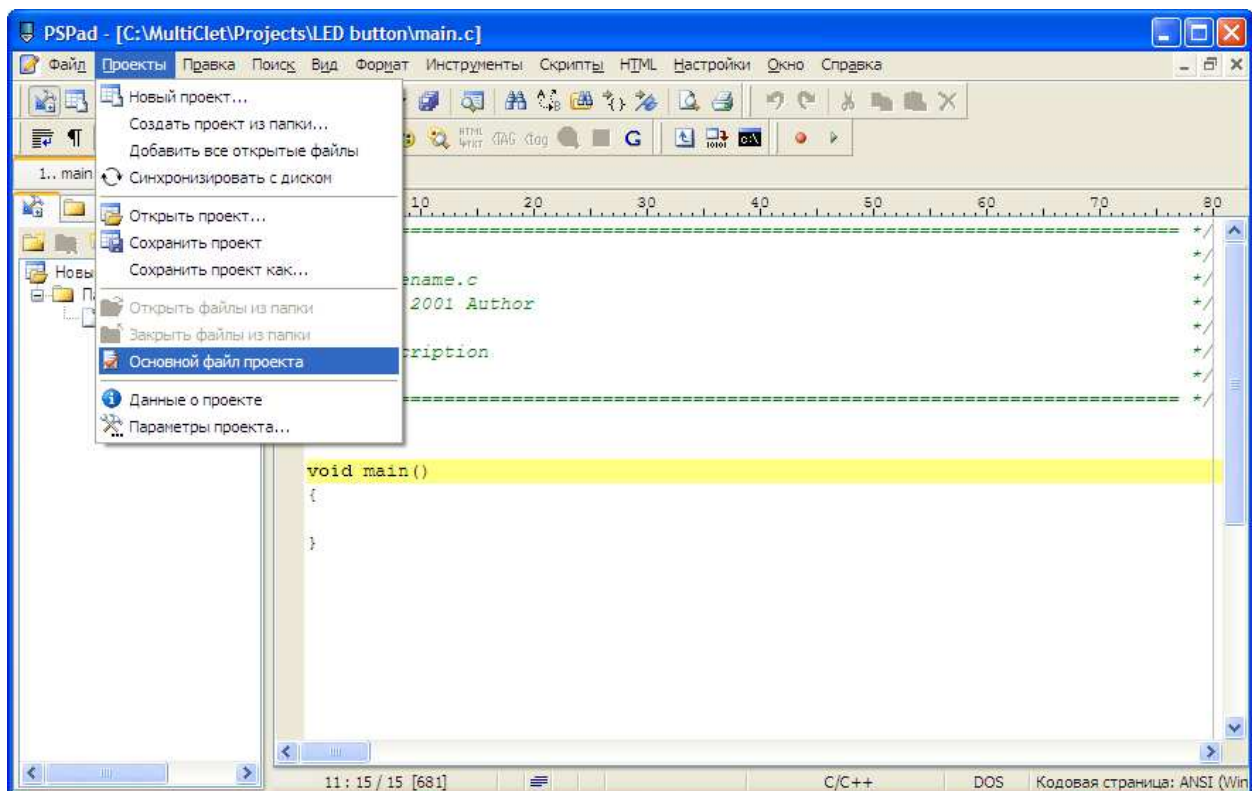 PSPad - [C:\MultiClet\Projects\LED button\main.c]
Файл Проекты Правка Поиск Вид Формат Инструменты Скрипты HTML Настройки Окно Справка
Новый проект...
Создать проект из папки...
Добавить все открытые файлы
Синхронизировать с диском
Открыть проект...
Сохранить проект
Сохранить проект как...
Открыть файлы из папки
Закрыть файлы из папки
Основной файл проекта
Данные о проекте
Параметры проекта...
HTML TAG dtag G
1.. main
10 20 30 40 50 60 70 80
Новы
============================================================== */
*/
ename.c */
2001 Author */
*/
cription */
*/
============================================================== */
void main()
{
}
11 : 15 / 15 [681] C/C++ DOS Кодовая страница: ANSI (Win